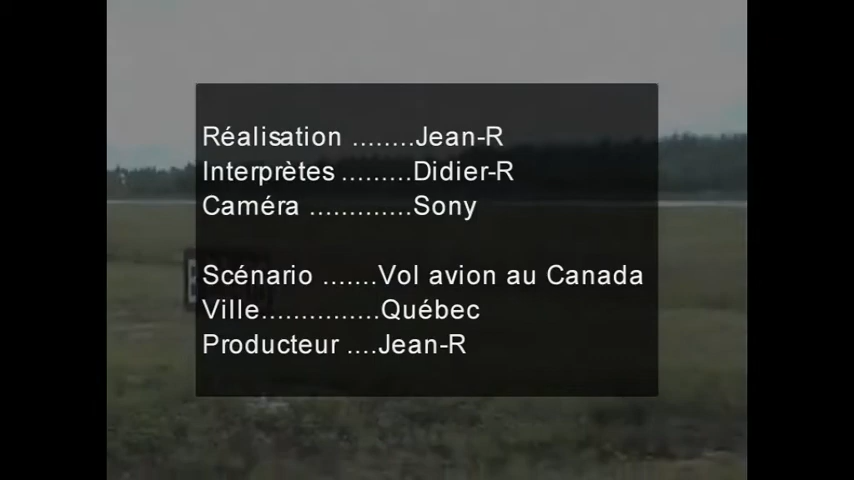 Réalisation ........Jean-R
Interprètes .........Didier-R
Caméra .............Sony
Scénario .......Vol avion au Canada
Ville...............Québec
Producteur ....Jean-R